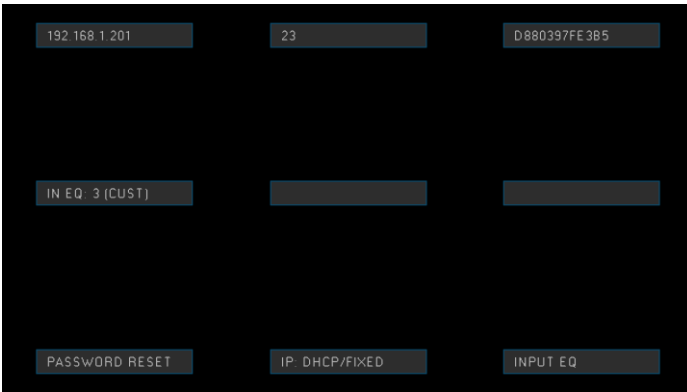 192.168.1.201
23
D880397FE3B5
IN EQ: 3 (CUST)
PASSWORD RESET
IP: DHCP/FIXED
INPUT EQ